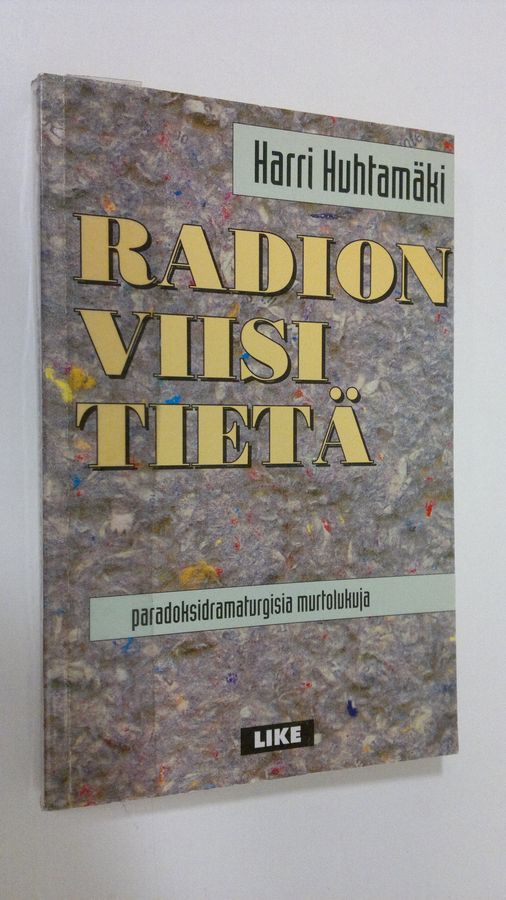 Harri Huhtamäki
RADION
VIISI
TIETÄ
paradoksidramaturgisia murtolukuja
LIKE